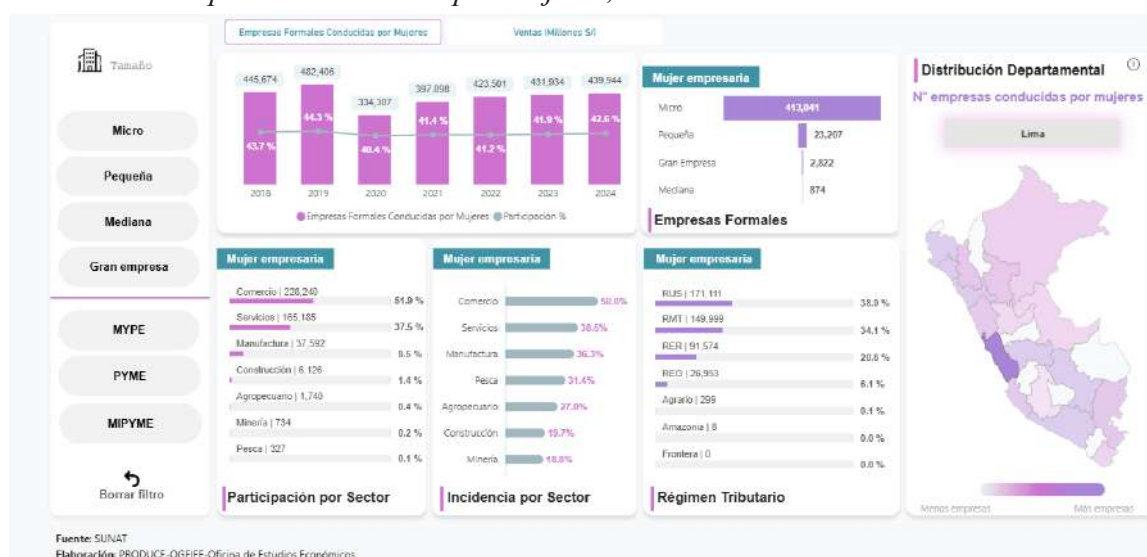 Empresas Formales Conducidas por Mujeres
Ventas (Millones S/)
Tamaño
Micro
Pequeña
Mediana
Gran empresa
MYPE
PYME
MIPYME
Borrar filtro
445,674
482,406
334,307
397,098
423,501
431,934
439,944
43.7 %
44.3 %
40.4 %
41.4 %
41.2 %
41.9 %
42.6 %
2018
2019
2020
2021
2022
2023
2024
Empresas Formales Conducidas por Mujeres
Participación %
Mujer empresaria
Micro 413,041
Pequeña 23,207
Gran Empresa 2,822
Mediana 874
Empresas Formales
Distribución Departamental
N° empresas conducidas por mujeres
Lima
Menos empresas
Más empresas
Mujer empresaria
Comercio | 228,240
51.9 %
Servicios | 165,185
37.5 %
Manufactura | 37,592
8.5 %
Construcción | 6,126
1.4 %
Agropecuario | 1,740
0.4 %
Minería | 734
0.2 %
Pesca | 327
0.1 %
Participación por Sector
Mujer empresaria
Comercio 50.0%
Servicios 38.6%
Manufactura 36.3%
Pesca 31.4%
Agropecuario 27.0%
Construcción 19.7%
Minería 18.8%
Incidencia por Sector
Mujer empresaria
RUS | 171,111
38.9 %
RMT | 149,999
34.1 %
RER | 91,574
20.8 %
REG | 26,953
6.1 %
Agrario | 299
0.1 %
Amazonia | 8
0.0 %
Frontera | 0
0.0 %
Régimen Tributario
Fuente: SUNAT
Elaboración: PRODUCE-OGEIEE-Oficina de Estudios Económicos